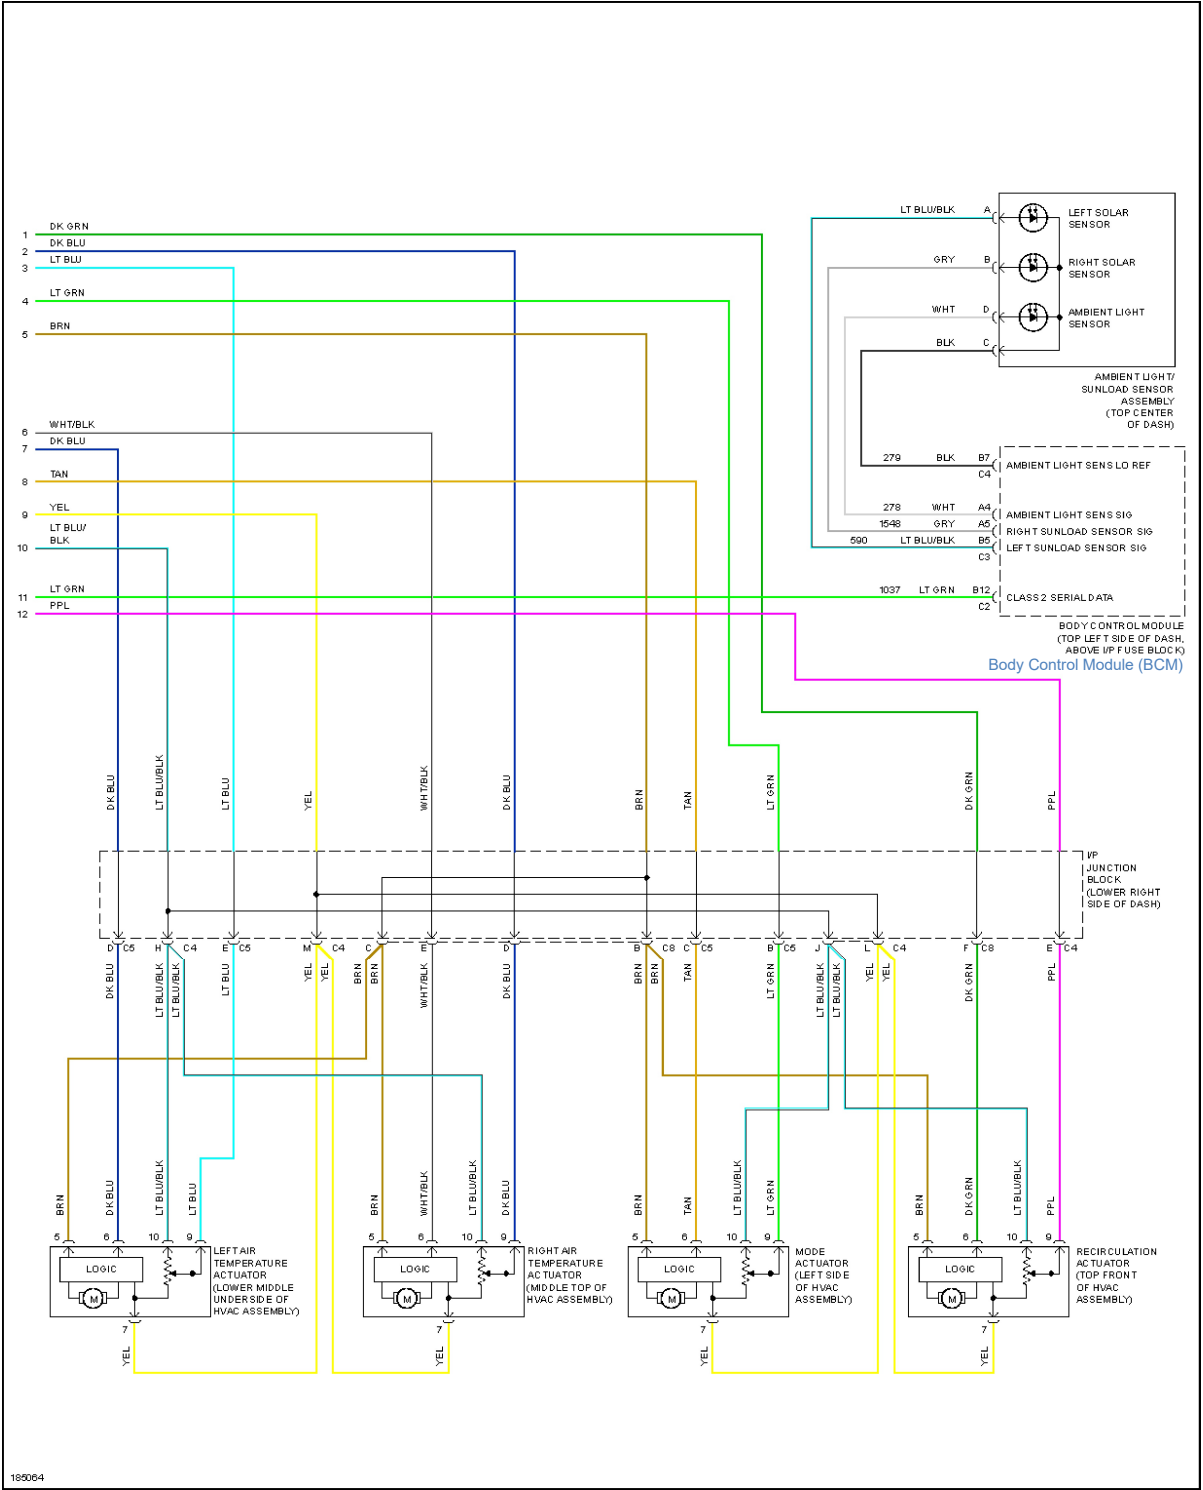 LT BLU/BLK A
LEFT SOLAR
SENSOR
1 DK GRN
2 DK BLU
3 LT BLU
GRY B
RIGHT SOLAR
SENSOR
4 LT GRN
WHT D
AMBIENT LIGHT
SENSOR
5 BRN
BLK C
AMBIENT LIGHT/
SUNLOAD SENSOR
ASSEMBLY
(TOP CENTER
OF DASH)
6 WHT/BLK
7 DK BLU
279 BLK B7 AMBIENT LIGHT SENS LO REF
C4
8 TAN
9 YEL
278 WHT A4 AMBIENT LIGHT SENS SIG
1548 GRY A5 RIGHT SUNLOAD SENSOR SIG
LT BLU/
10 BLK
590 LT BLU/BLK B5 LEFT SUNLOAD SENSOR SIG
C3
11 LT GRN
1037 LT GRN B12 CLASS 2 SERIAL DATA
C2
12 PPL
BODY CONTROL MODULE
(TOP LEFT SIDE OF DASH,
ABOVE I/P FUSE BLOCK)
Body Control Module (BCM)
DK BLU LT BLU/BLK LT BLU YEL WHT/BLK DK BLU BRN TAN LT GRN DK GRN PPL
I/P
JUNCTION
BLOCK
(LOWER RIGHT
SIDE OF DASH)
D C5 H C4 E C5 M C4 C E D B C8 C C5 B C5 J L C4 F C8 E C4
DK BLU LT BLU/BLK LT BLU/BLK LT BLU YEL YEL BRN BRN WHT/BLK DK BLU BRN BRN TAN LT GRN LT BLU/BLK LT BLU/BLK YEL YEL DK GRN PPL
BRN DK BLU LT BLU/BLK LT BLU BRN WHT/BLK LT BLU/BLK DK BLU BRN TAN LT BLU/BLK LT GRN BRN DK GRN LT BLU/BLK PPL
5 6 10 9 5 6 10 9 5 6 10 9 5 6 10 9
LOGIC
M
LEFT AIR
TEMPERATURE
ACTUATOR
(LOWER MIDDLE
UNDERSIDE OF
HVAC ASSEMBLY)
LOGIC
M
RIGHT AIR
TEMPERATURE
ACTUATOR
(MIDDLE TOP OF
HVAC ASSEMBLY)
LOGIC
M
MODE
ACTUATOR
(LEFT SIDE
OF HVAC
ASSEMBLY)
LOGIC
M
RECIRCULATION
ACTUATOR
(TOP FRONT
OF HVAC
ASSEMBLY)
7 7 7 7
YEL YEL YEL YEL
185064